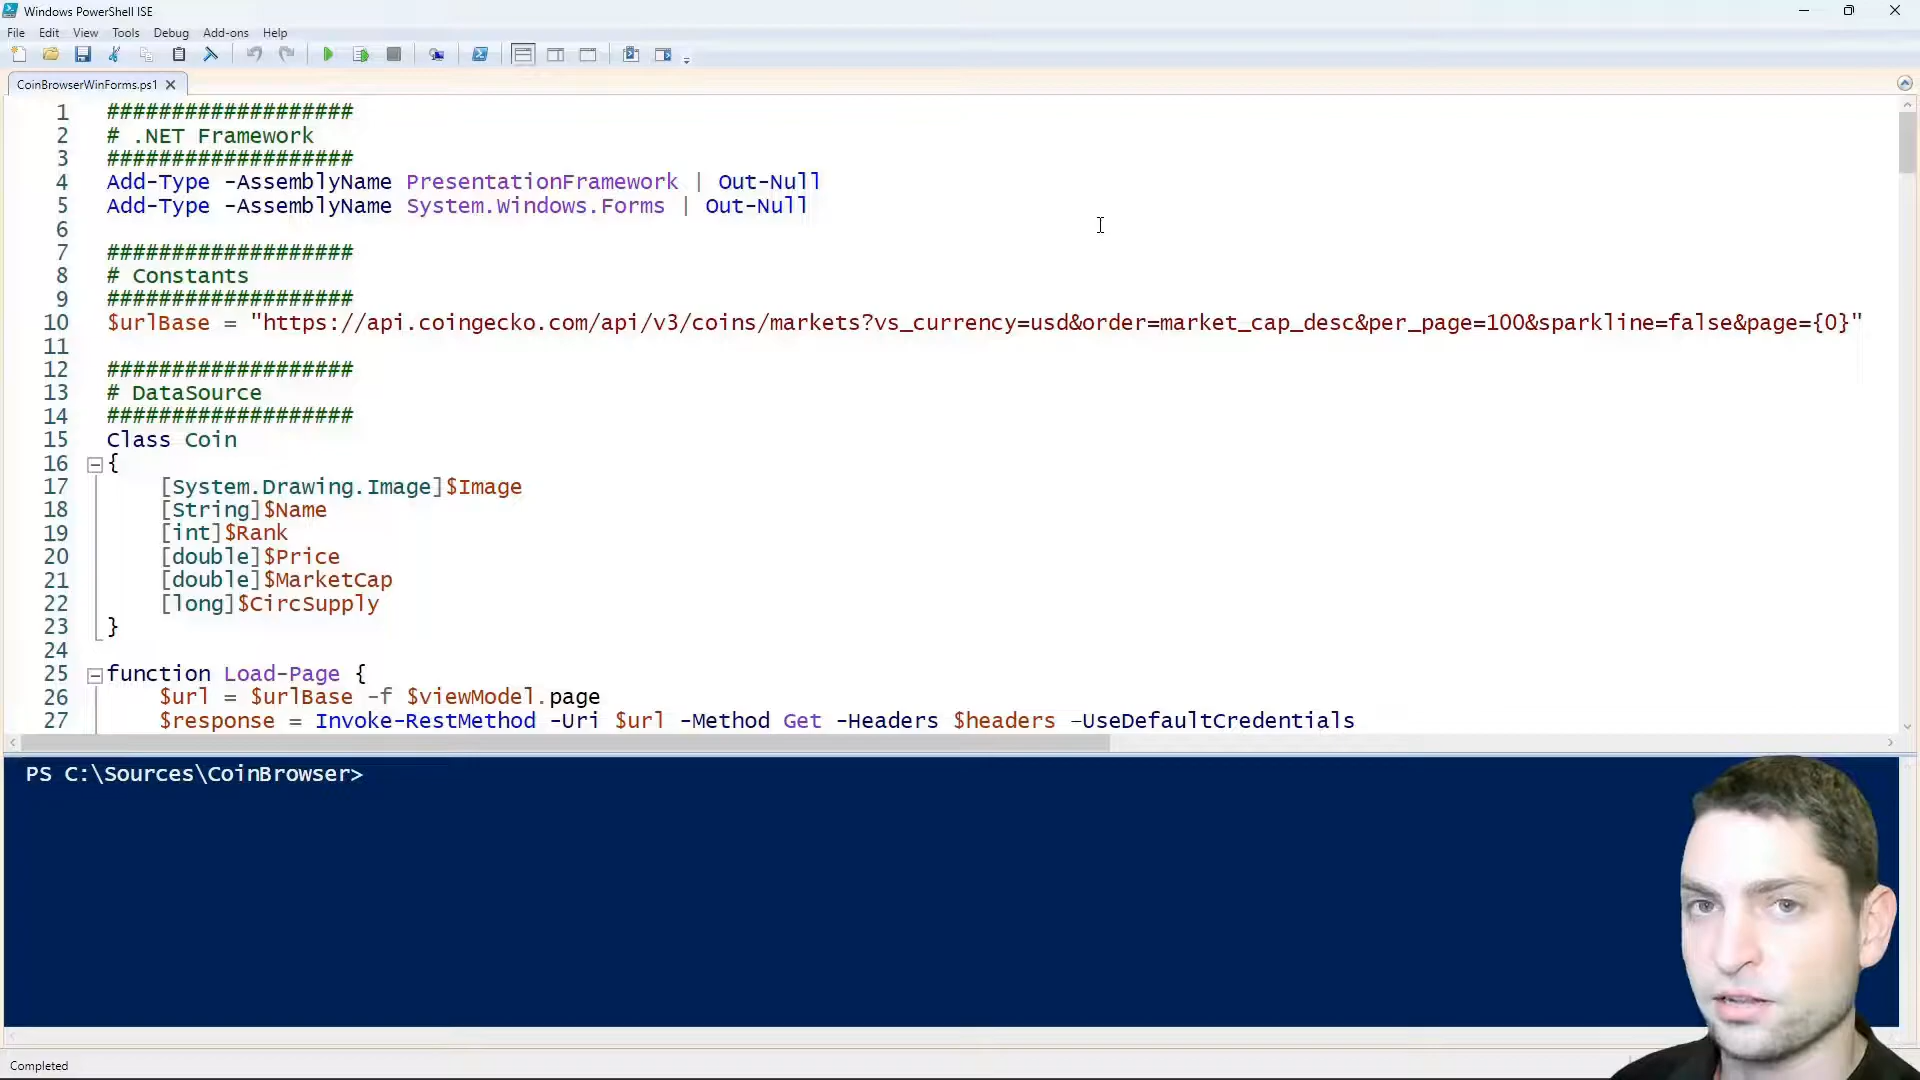 Windows PowerShell ISE
File Edit View Tools Debug Add-ons Help
CoinBrowserWinForms.ps1
1 ###################
2 # .NET Framework
3 ###################
4 Add-Type -AssemblyName PresentationFramework | Out-Null
5 Add-Type -AssemblyName System.Windows.Forms | Out-Null
6
7 ###################
8 # Constants
9 ###################
10 $urlBase = "https://api.coingecko.com/api/v3/coins/markets?vs_currency=usd&order=market_cap_desc&per_page=100&sparkline=false&page={0}"
11
12 ###################
13 # DataSource
14 ###################
15 Class Coin
16 {
17 [System.Drawing.Image]$Image
18 [String]$Name
19 [int]$Rank
20 [double]$Price
21 [double]$MarketCap
22 [long]$CircSupply
23 }
24
25 function Load-Page {
26 $url = $urlBase -f $viewModel.page
27 $response = Invoke-RestMethod -Uri $url -Method Get -Headers $headers -UseDefaultCredentials
PS C:\Sources\CoinBrowser>
Completed